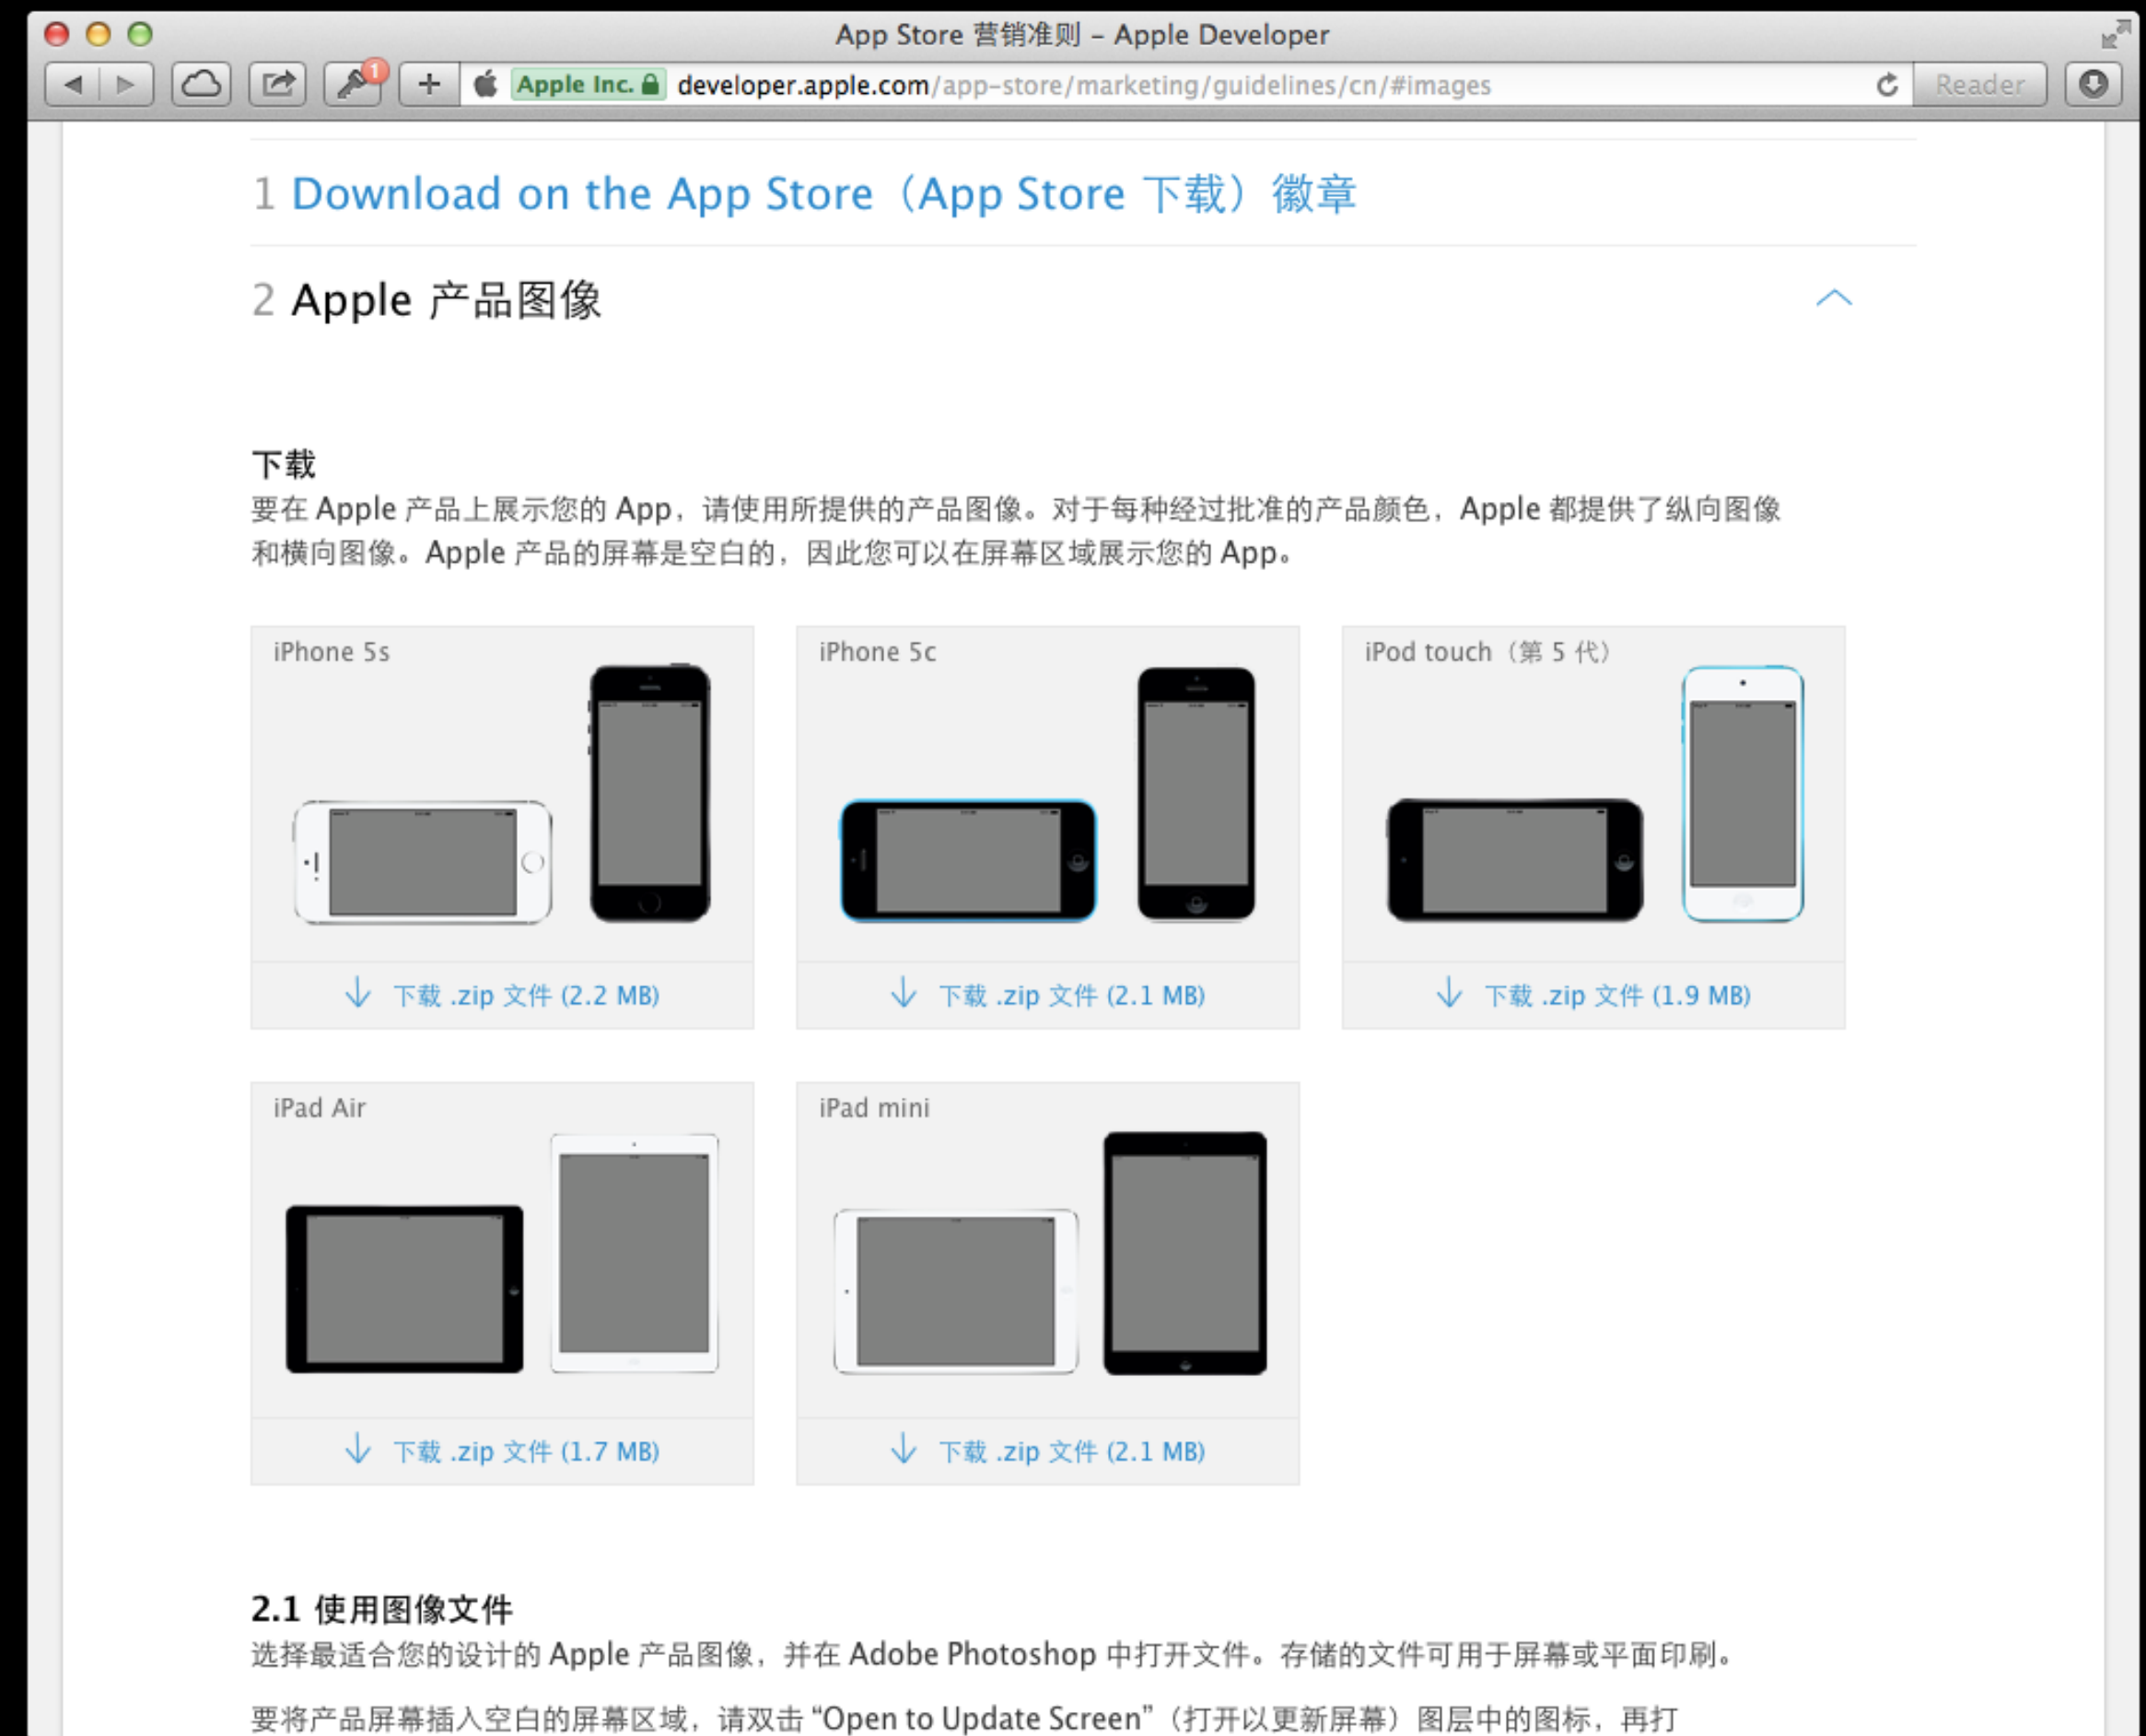 App Store 营销准则 – Apple Developer
1
Apple Inc. developer.apple.com/app-store/marketing/guidelines/cn/#images Reader
1 Download on the App Store（App Store 下载）徽章
2 Apple 产品图像
下载
要在 Apple 产品上展示您的 App，请使用所提供的产品图像。对于每种经过批准的产品颜色，Apple 都提供了纵向图像
和横向图像。Apple 产品的屏幕是空白的，因此您可以在屏幕区域展示您的 App。
iPhone 5s
iPhone 5c
iPod touch（第 5 代）
下载 .zip 文件 (2.2 MB)
下载 .zip 文件 (2.1 MB)
下载 .zip 文件 (1.9 MB)
iPad Air
iPad mini
下载 .zip 文件 (1.7 MB)
下载 .zip 文件 (2.1 MB)
2.1 使用图像文件
选择最适合您的设计的 Apple 产品图像，并在 Adobe Photoshop 中打开文件。存储的文件可用于屏幕或平面印刷。
要将产品屏幕插入空白的屏幕区域，请双击 “Open to Update Screen”（打开以更新屏幕）图层中的图标，再打